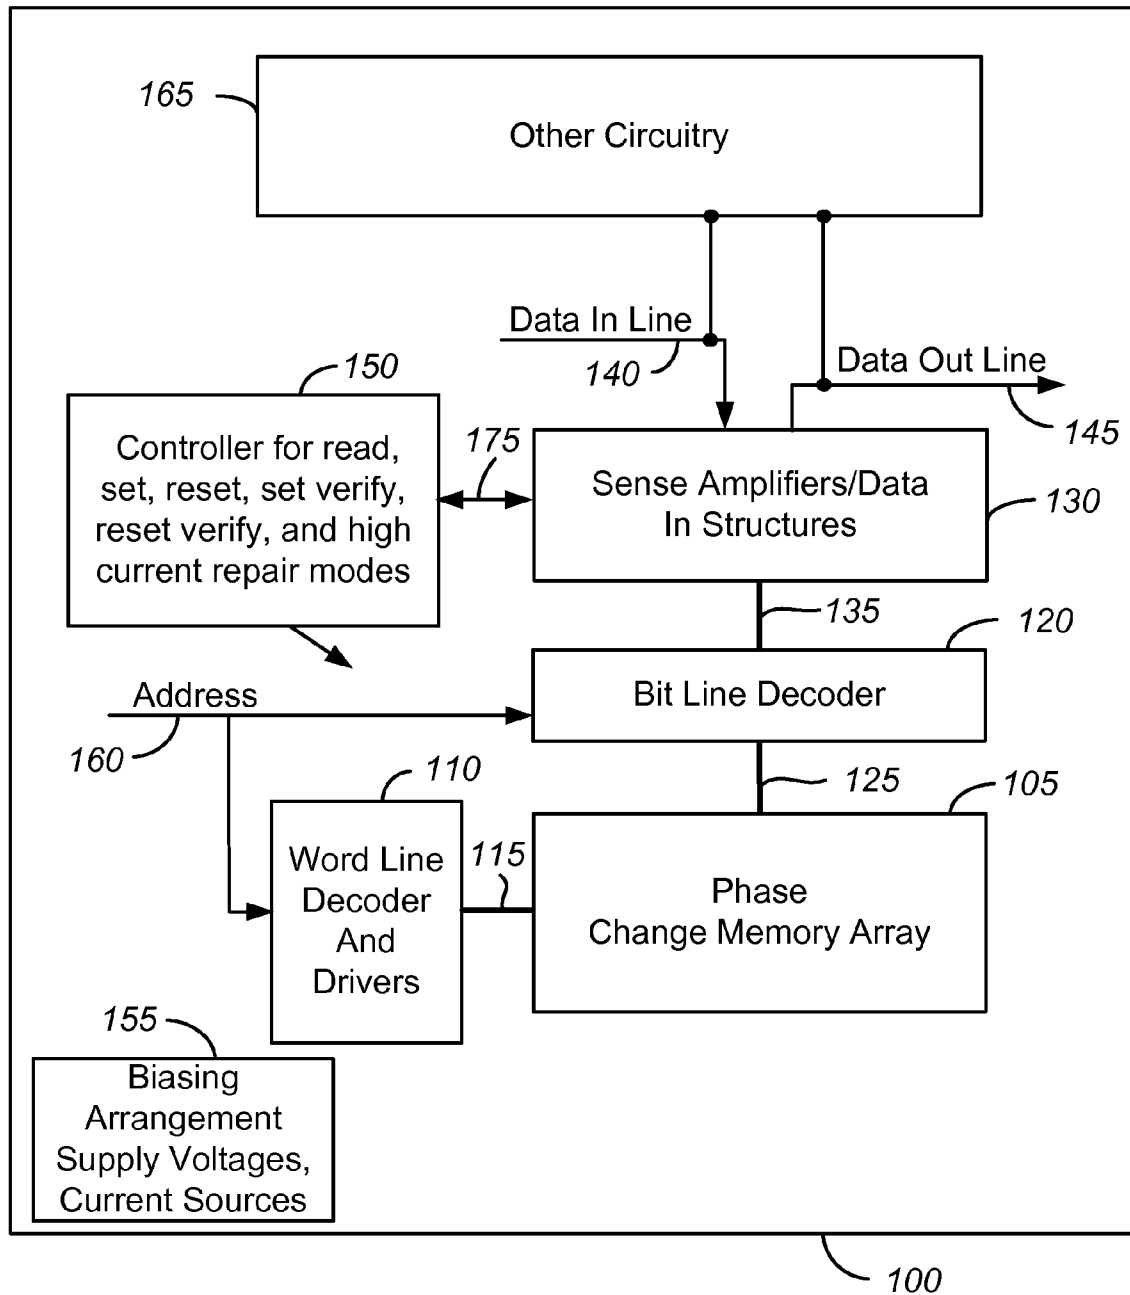 165
Other Circuitry
Data In Line
140
Data Out Line
145
150
Controller for read,
set, reset, set verify,
reset verify, and high
current repair modes
175
Sense Amplifiers/Data
In Structures
130
135
120
Bit Line Decoder
Address
160
110
125
105
Word Line
Decoder
And
Drivers
115
Phase
Change Memory Array
155
Biasing
Arrangement
Supply Voltages,
Current Sources
100